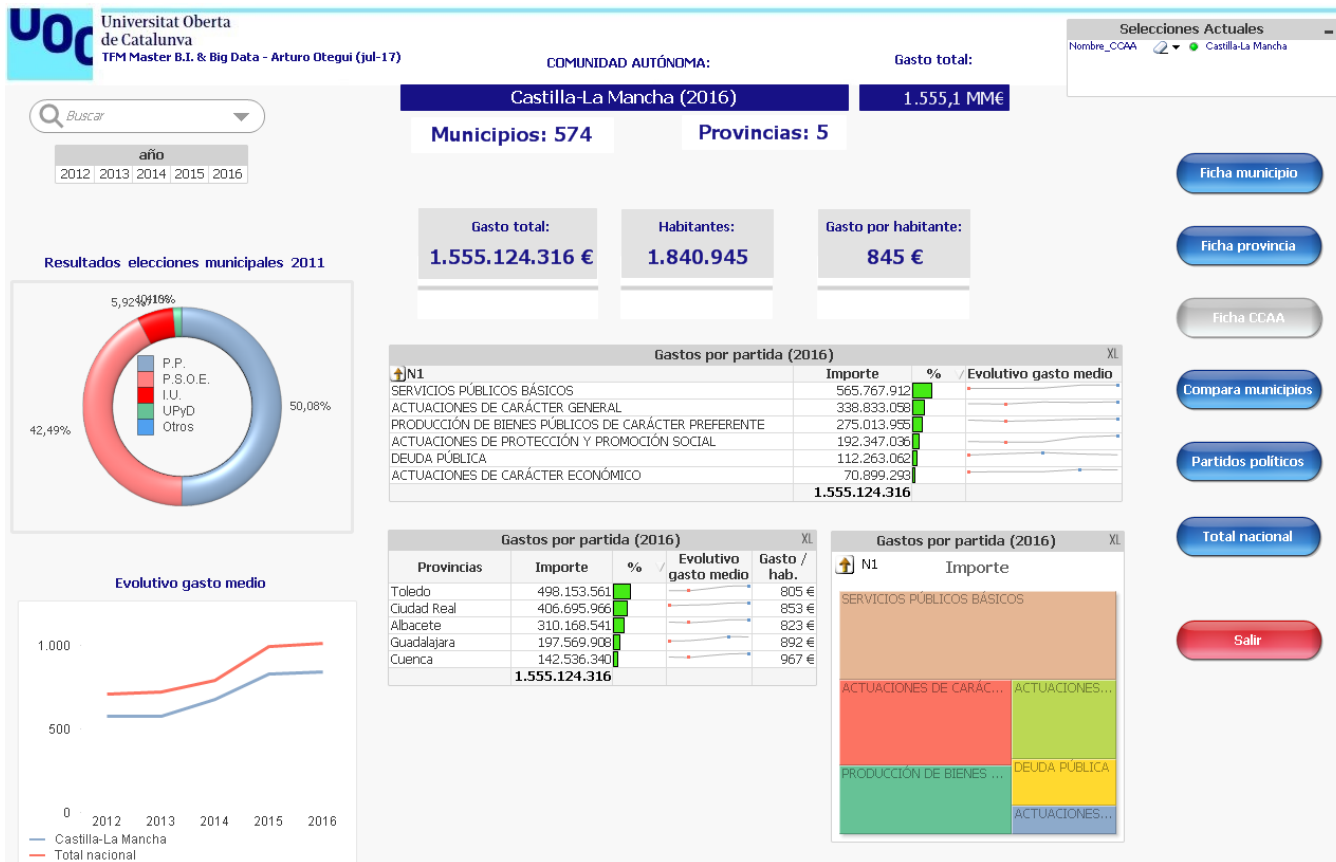 UOC
Universitat Oberta
de Catalunya
TFM Master B.I. & Big Data - Arturo Otegui (jul-17)
COMUNIDAD AUTÓNOMA:
Gasto total:
Selecciones Actuales
Nombre_CCAA Castilla-La Mancha
Castilla-La Mancha (2016)
1.555,1 MM€
Buscar
Municipios: 574
Provincias: 5
año
2012 2013 2014 2015 2016
Ficha municipio
Ficha provincia
Ficha CCAA
Compara municipios
Partidos políticos
Total nacional
Salir
Gasto total:
1.555.124.316 €
Habitantes:
1.840.945
Gasto por habitante:
845 €
Resultados elecciones municipales 2011
5,92%
50,08%
42,49%
P.P.
P.S.O.E.
I.U.
UPyD
Otros
Gastos por partida (2016) XL
N1 Importe % Evolutivo gasto medio
SERVICIOS PÚBLICOS BÁSICOS 565.767.912
ACTUACIONES DE CARÁCTER GENERAL 338.833.058
PRODUCCIÓN DE BIENES PÚBLICOS DE CARÁCTER PREFERENTE 275.013.955
ACTUACIONES DE PROTECCIÓN Y PROMOCIÓN SOCIAL 192.347.036
DEUDA PÚBLICA 112.263.062
ACTUACIONES DE CARÁCTER ECONÓMICO 70.899.293
1.555.124.316
Gastos por partida (2016) XL
Provincias Importe % Evolutivo gasto medio Gasto / hab.
Toledo 498.153.561 805 €
Ciudad Real 406.695.966 853 €
Albacete 310.168.541 823 €
Guadalajara 197.569.908 892 €
Cuenca 142.536.340 967 €
1.555.124.316
Gastos por partida (2016) XL
N1 Importe
SERVICIOS PÚBLICOS BÁSICOS
ACTUACIONES DE CARÁC...
ACTUACIONES...
PRODUCCIÓN DE BIENES ...
DEUDA PÚBLICA
ACTUACIONES...
Evolutivo gasto medio
1.000
500
0
2012 2013 2014 2015 2016
Castilla-La Mancha
Total nacional